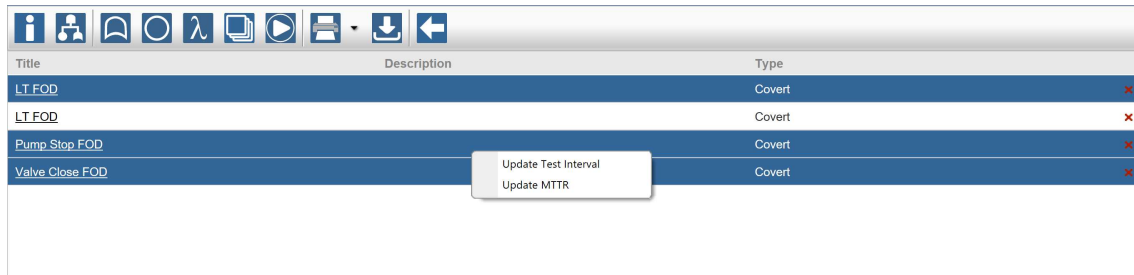 λ
Title Description Type
LT FOD Covert
LT FOD Covert
Pump Stop FOD Covert
Valve Close FOD Covert
Update Test Interval
Update MTTR